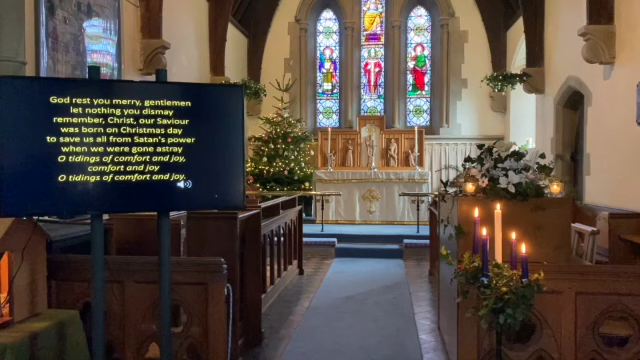 God rest you merry, gentlemen
let nothing you dismay
remember, Christ, our Saviour
was born on Christmas day
to save us all from Satan's power
when we were gone astray
O tidings of comfort and joy,
comfort and joy
O tidings of comfort and joy.